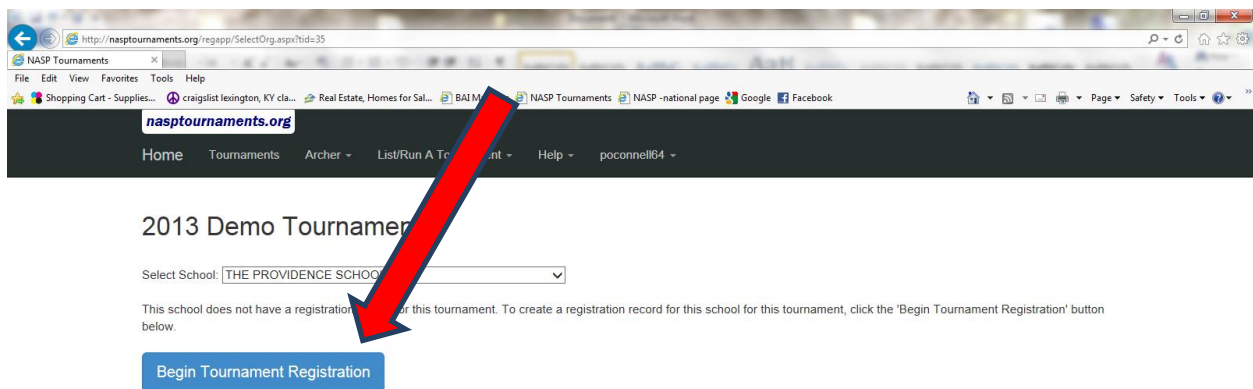 http://nasptournaments.org/regapp/SelectOrg.aspx?tid=35
NASP Tournaments
File Edit View Favorites Tools Help
Shopping Cart - Supplies... craigslist lexington, KY cla... Real Estate, Homes for Sal... BAI NASP Tournaments NASP -national page Google Facebook Page Safety Tools
nasptournaments.org
Home Tournaments Archer List/Run A Help poconnell64
2013 Demo
Select School: THE PROVIDENCE
This school does not have a registration for this tournament. To create a registration record for this school for this tournament, click the 'Begin Tournament Registration' button
below.
Begin Tournament Registration